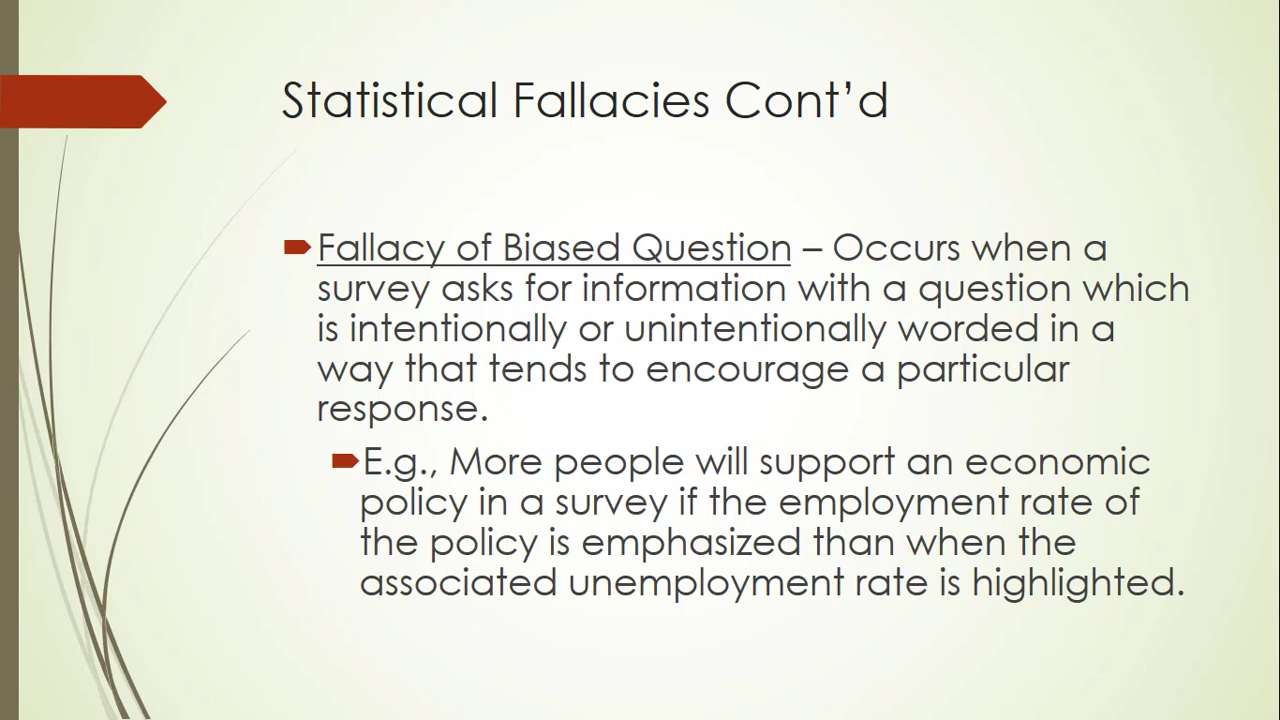 Statistical Fallacies Cont’d
Fallacy of Biased Question – Occurs when a
survey asks for information with a question which
is intentionally or unintentionally worded in a
way that tends to encourage a particular
response.
E.g., More people will support an economic
policy in a survey if the employment rate of
the policy is emphasized than when the
associated unemployment rate is highlighted.